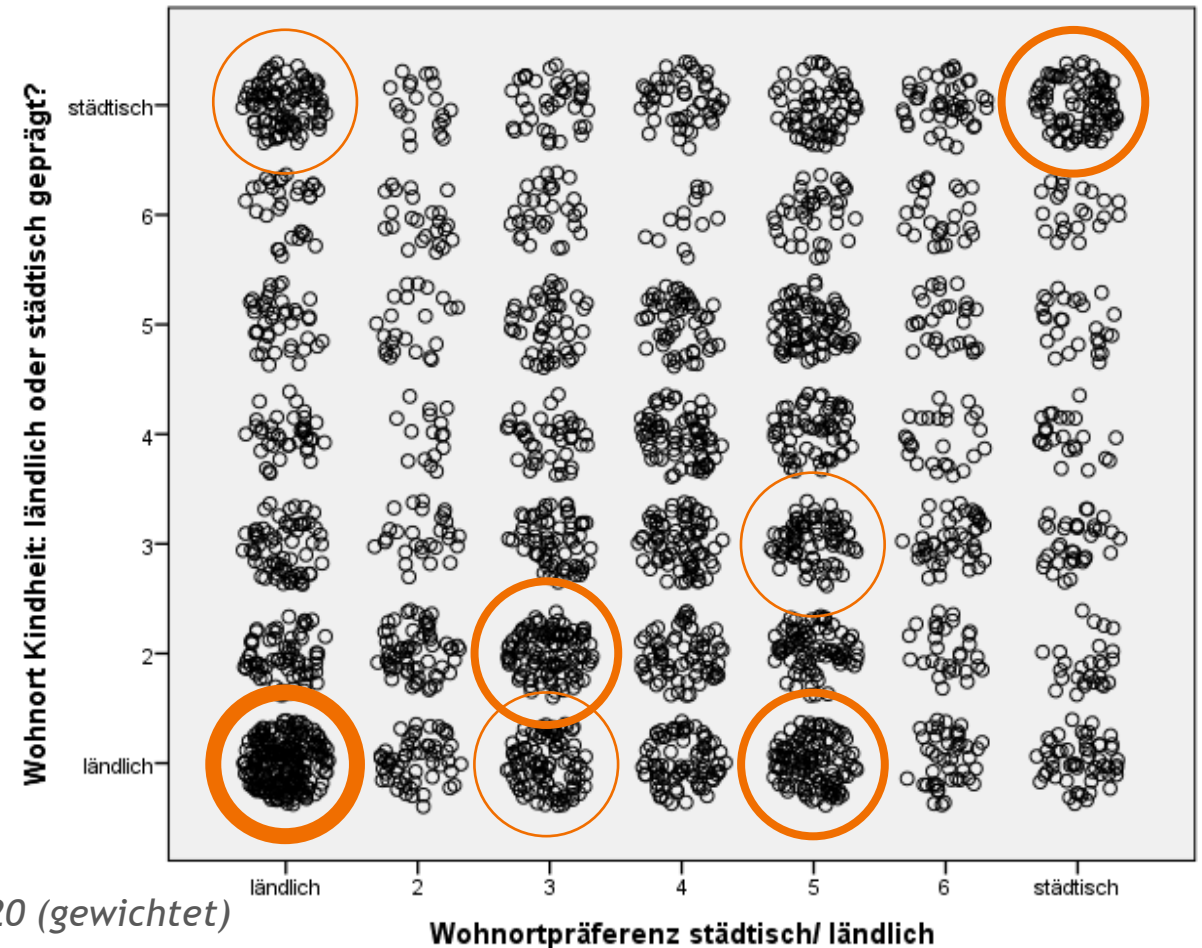 Wohnort Kindheit: ländlich oder städtisch geprägt?
städtisch
6
5
4
3
2
ländlich
ländlich 2 3 4 5 6 städtisch
(gewichtet)
Wohnortpräferenz städtisch/ ländlich